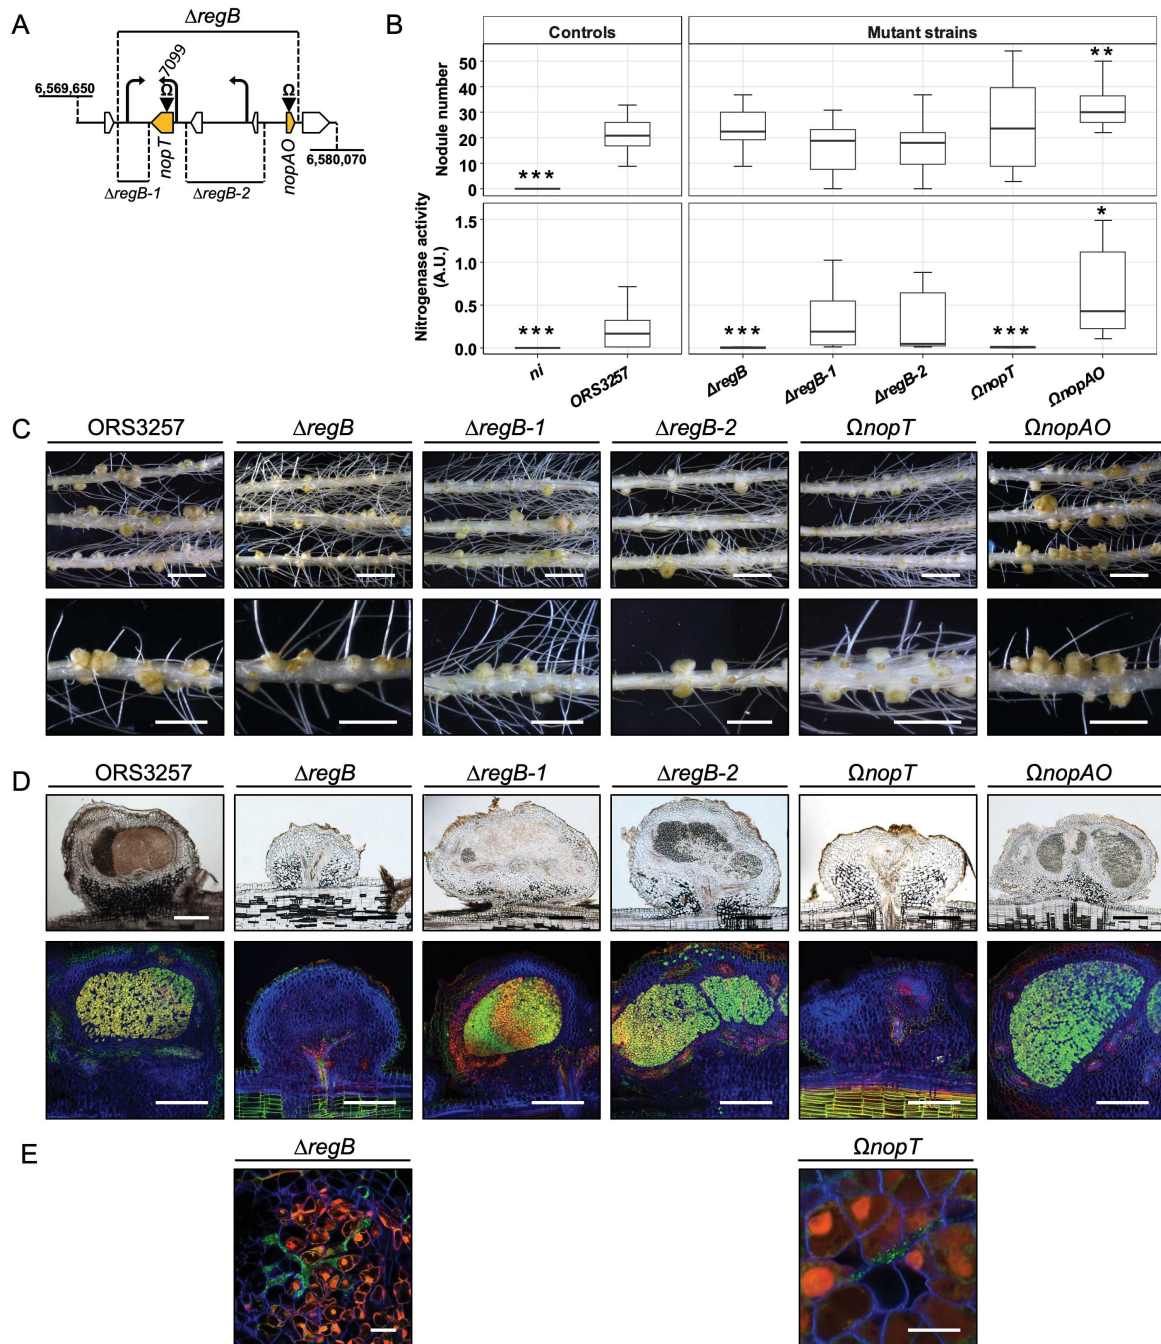 A
ΔregB
7099
6,569,650
Ω
Ω
nopT
nopAO
6,580,070
ΔregB-1
ΔregB-2
B
Controls
Mutant strains
Nodule number
50
40
30
20
10
0
***
**
Nitrogenase activity
(A.U.)
1.5
1.0
0.5
0.0
***
***
***
*
ni
ORS3257
ΔregB
ΔregB-1
ΔregB-2
ΩnopT
ΩnopAO
C
ORS3257
ΔregB
ΔregB-1
ΔregB-2
ΩnopT
ΩnopAO
D
ORS3257
ΔregB
ΔregB-1
ΔregB-2
ΩnopT
ΩnopAO
E
ΔregB
ΩnopT